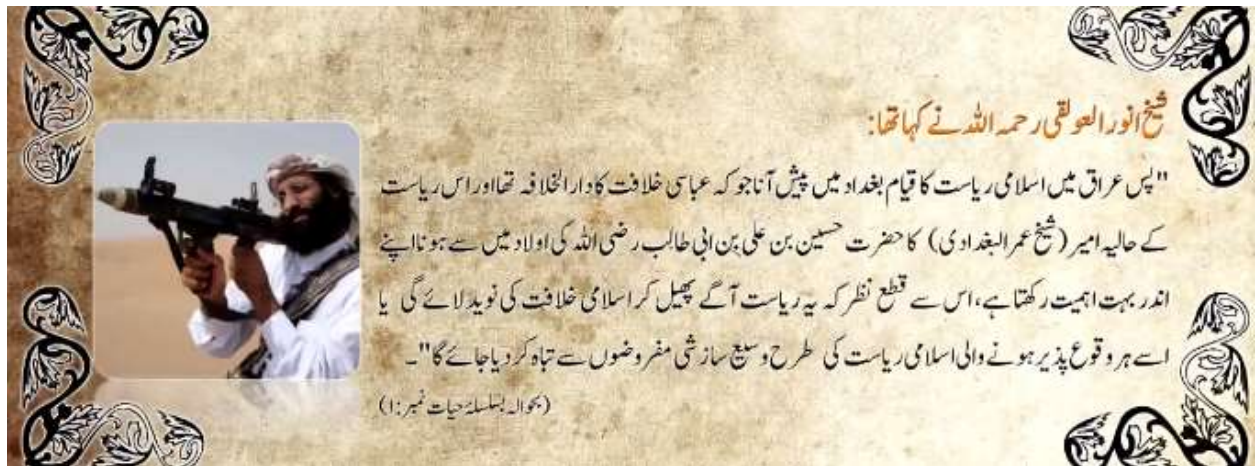 شیخ انور العولقی رحمہ اللہ نے کہا تھا:
"پس عراق میں اسلامی ریاست کا قیام بغداد میں پیش آنا جو کہ عباسی خلافت کا دارالخلافہ تھا اور اس ریاست
کے حالیہ امیر (شیخ عمر البغدادی) کا حضرت حسین بن علی بن ابی طالب رضی اللہ کی اولاد میں سے ہونا اپنے
اندر بہت اہمیت رکھتا ہے، اس سے قطع نظر کہ یہ ریاست آگے پھیل کر اسلامی خلافت کی نوید لائے گی یا
اسے ہر وقوع پذیر ہونے والی اسلامی ریاست کی طرح وسیع سازشی مفروضوں سے تباہ کر دیا جائے گا"۔
(بحوالہ بسلسلۂ حیات نمبر: ۱)